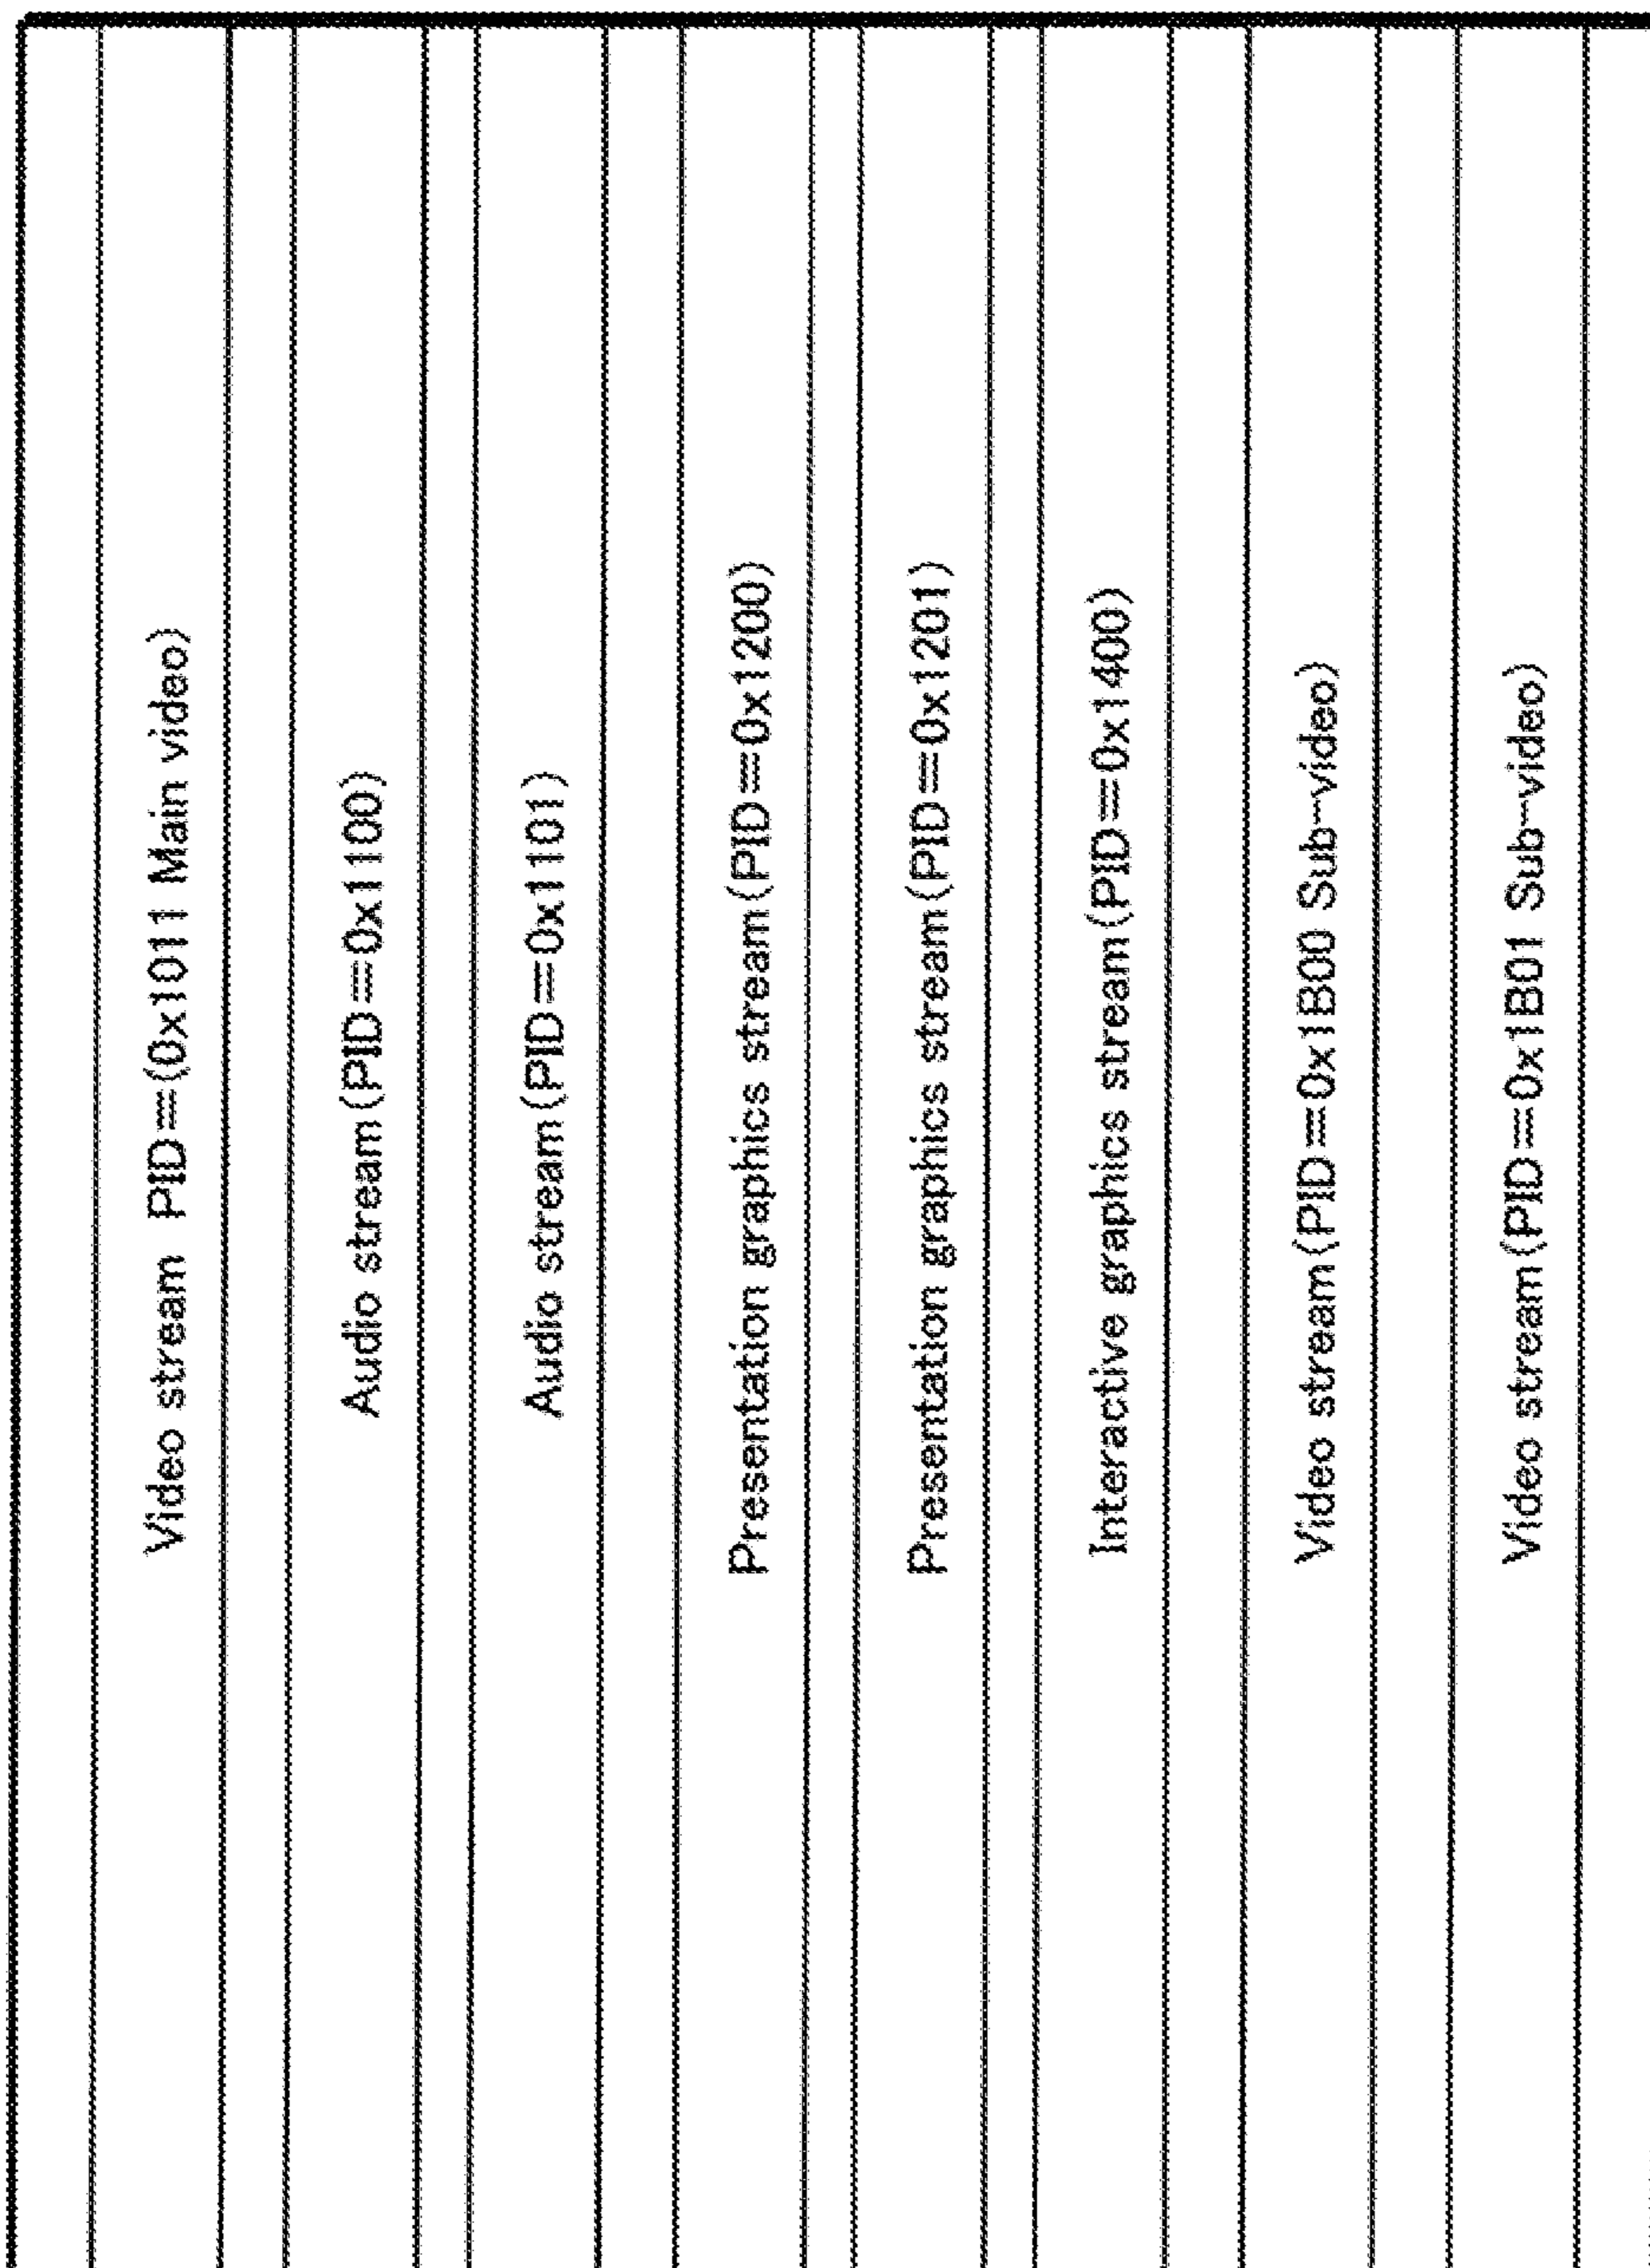 Video stream PID=(0x1011 Main video)
Audio stream(PID=0x1100)
Audio stream(PID=0x1101)
Presentation graphics stream(PID=0x1200)
Presentation graphics stream(PID=0x1201)
Interactive graphics stream(PID=0x1400)
Video stream(PID=0x1B00 Sub-video)
Video stream(PID=0x1B01 Sub-video)